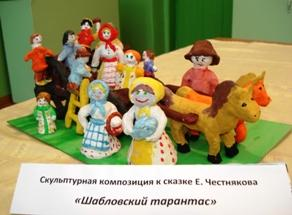 Скульптурная композиция к сказке Е. Честнякова
«Шабловский тарантас»